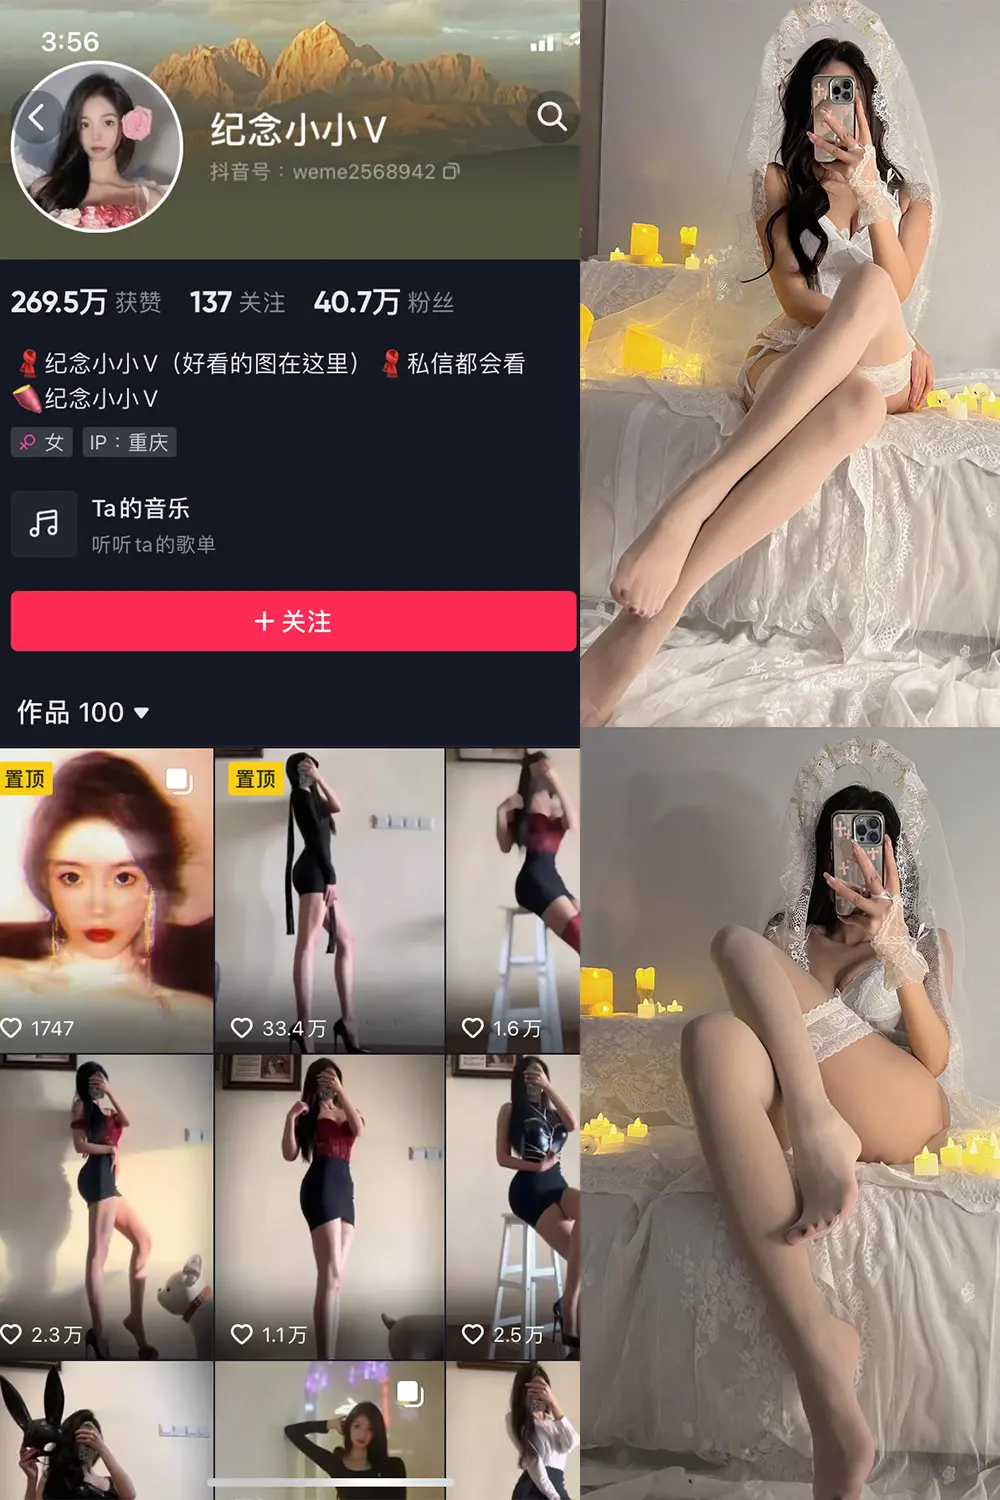 3:56
纪念小小V
抖音号：weme2568942
269.5万 获赞 137 关注 40.7万 粉丝
纪念小小V（好看的图在这里） 私信都会看
纪念小小V
女 IP：重庆
Ta的音乐
听听ta的歌单
+ 关注
作品 100
置顶 置顶
1747 33.4万 1.6万
2.3万 1.1万 2.5万